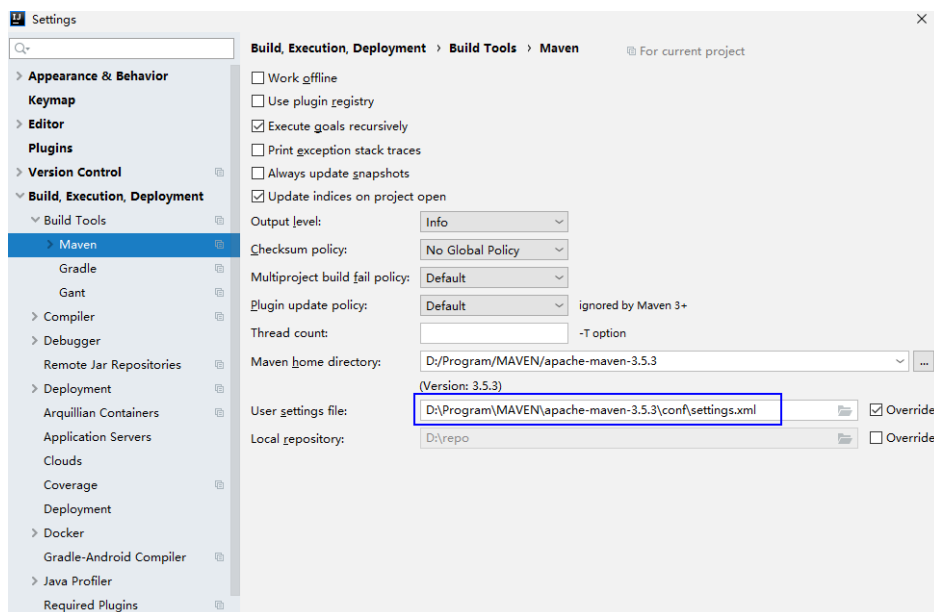 Settings
Appearance & Behavior
Keymap
Editor
Plugins
Version Control
Build, Execution, Deployment
Build Tools
Maven
Gradle
Gant
Compiler
Debugger
Remote Jar Repositories
Deployment
Arquillian Containers
Application Servers
Clouds
Coverage
Deployment
Docker
Gradle-Android Compiler
Java Profiler
Required Plugins
Build, Execution, Deployment › Build Tools › Maven For current project
Work offline
Use plugin registry
Execute goals recursively
Print exception stack traces
Always update snapshots
Update indices on project open
Output level: Info
Checksum policy: No Global Policy
Multiproject build fail policy: Default
Plugin update policy: Default ignored by Maven 3+
Thread count: -T option
Maven home directory: D:/Program/MAVEN/apache-maven-3.5.3 ...
(Version: 3.5.3)
User settings file: D:\Program\MAVEN\apache-maven-3.5.3\conf\settings.xml Override
Local repository: D:\repo Override